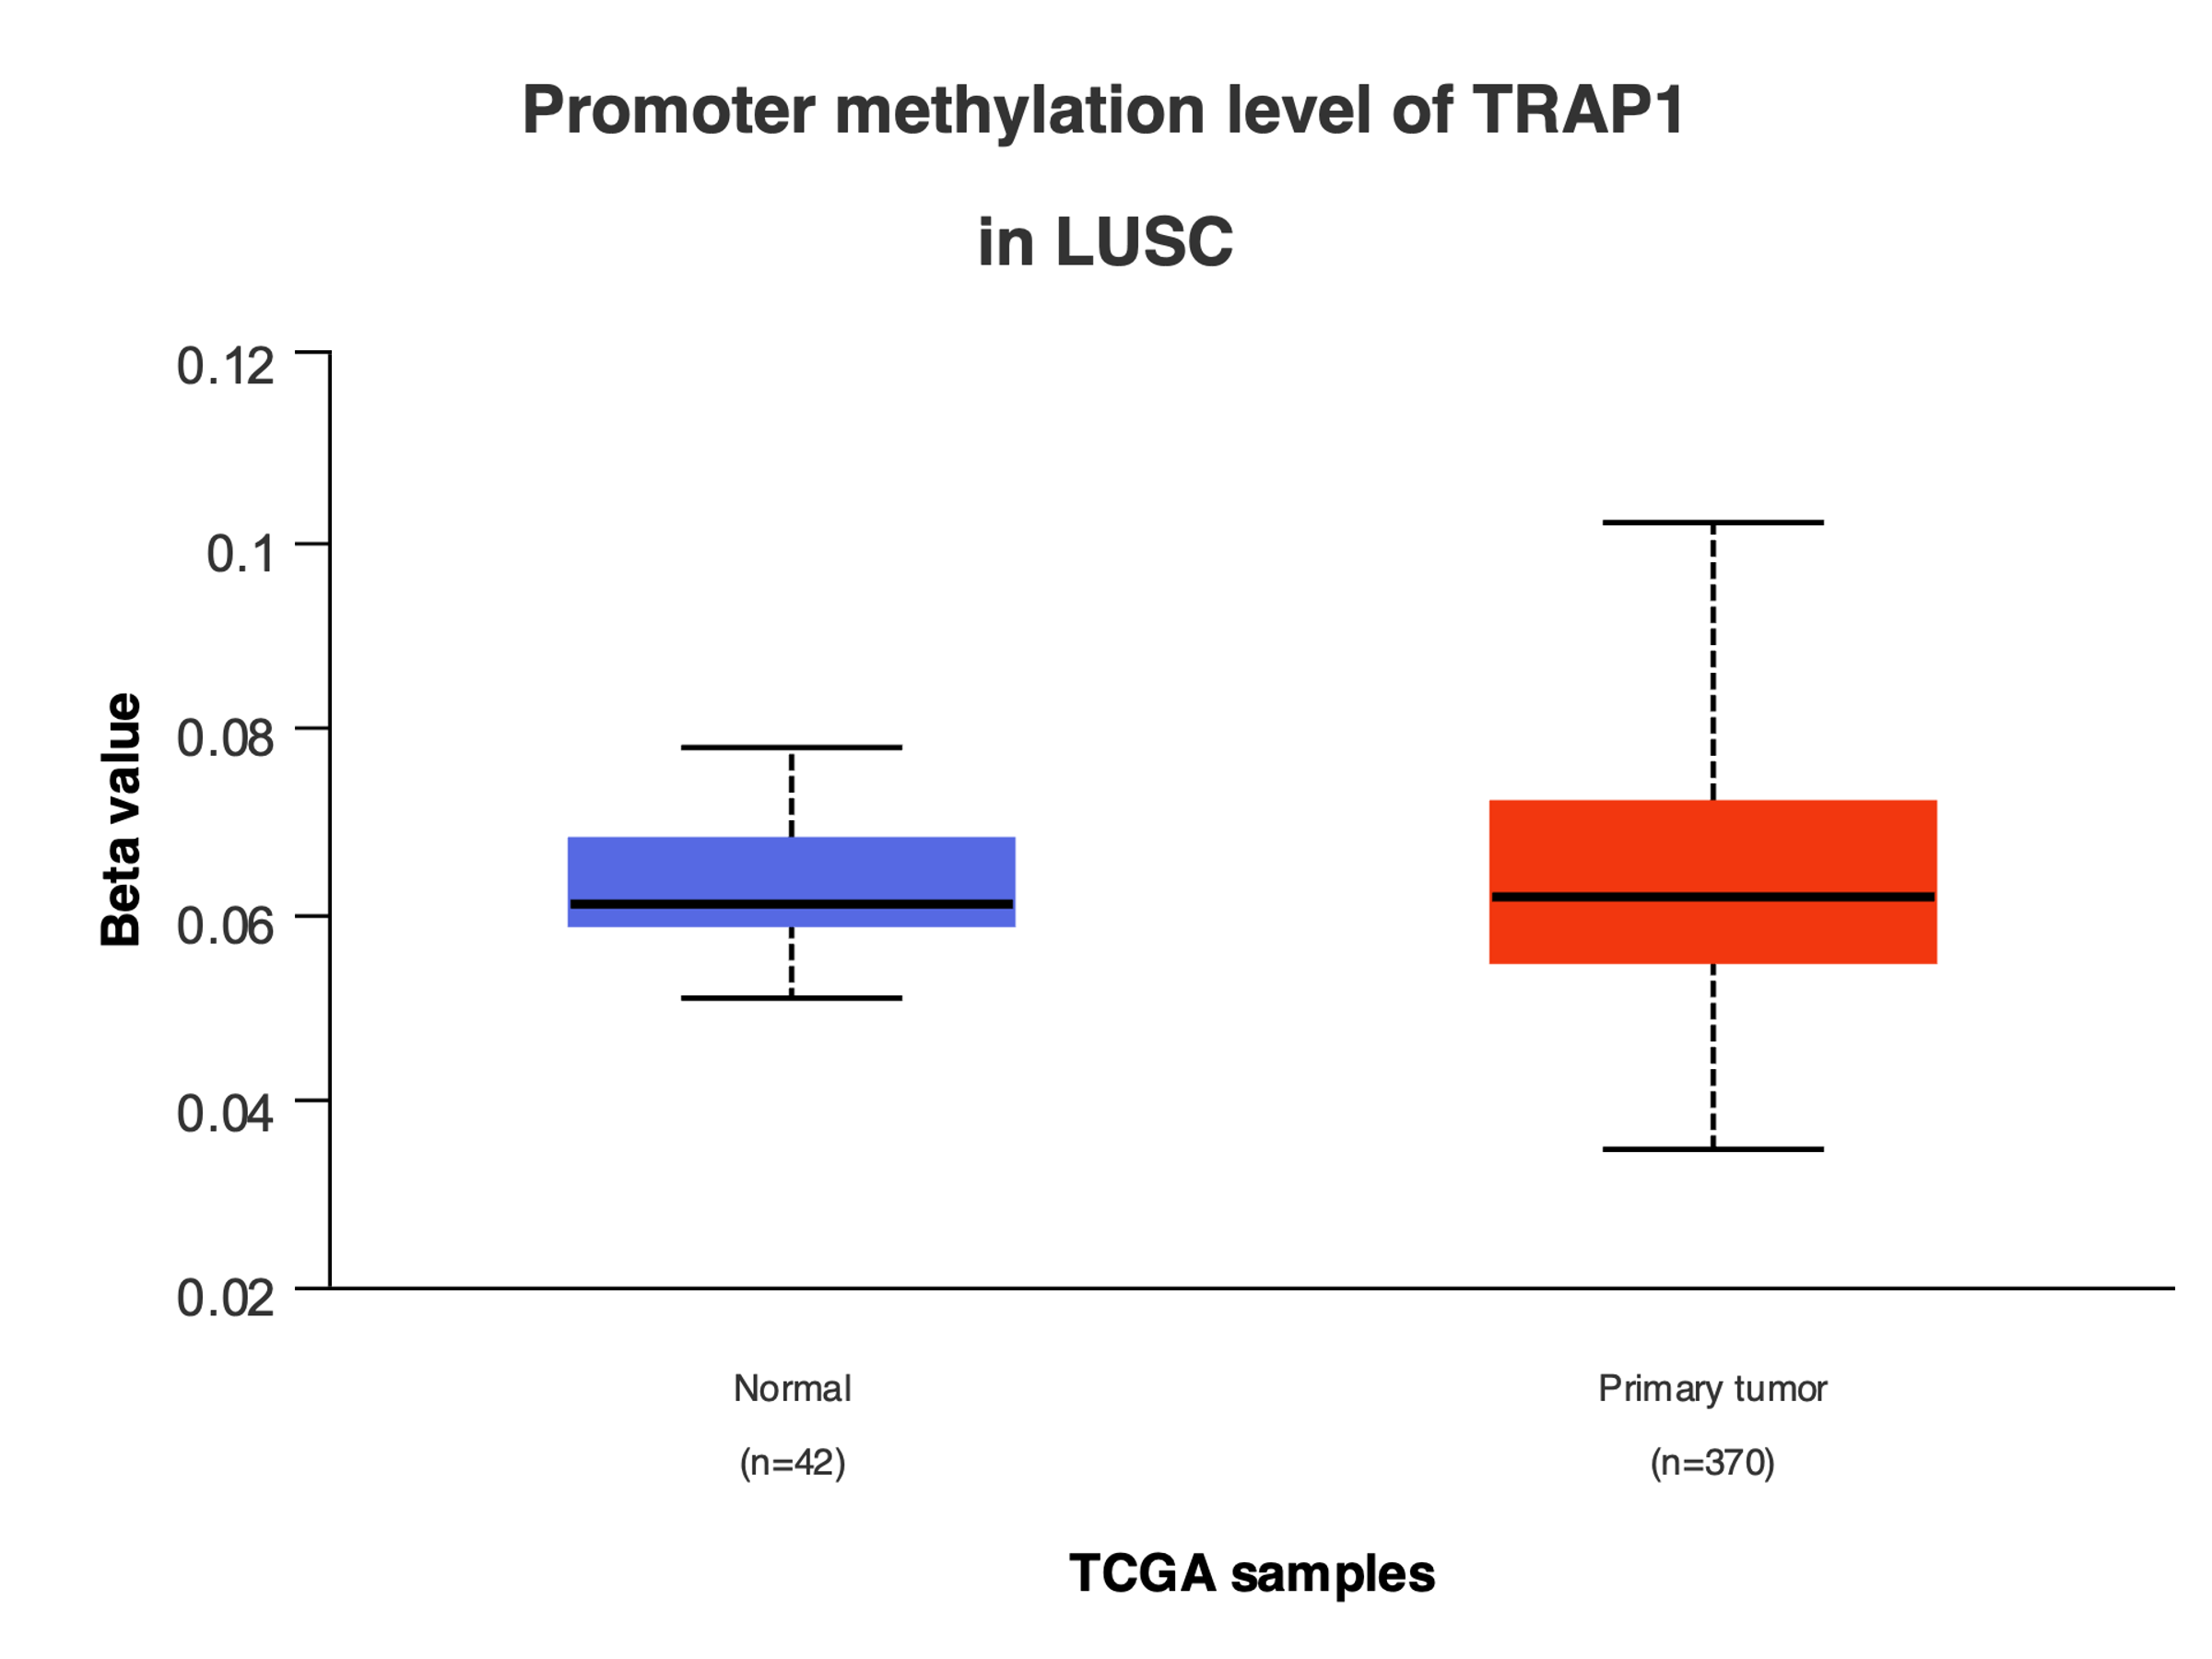 Promoter methylation level of TRAP1
in LUSC
0.12
0.1
0.08
0.06
0.04
0.02
Beta value
Normal
(n=42)
Primary tumor
(n=370)
TCGA samples